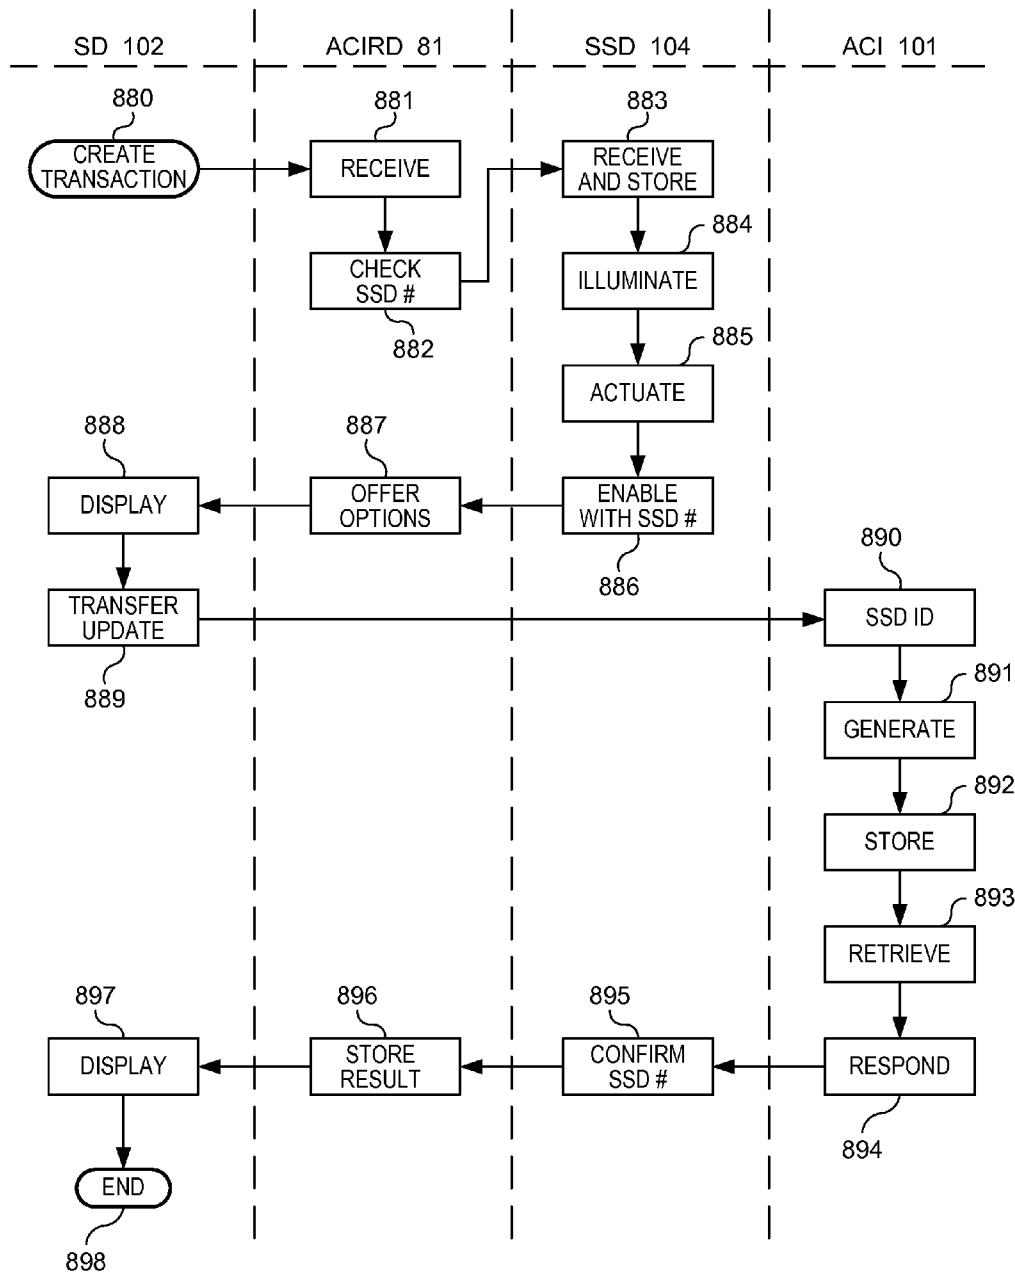 SD 102
ACIRD 81
SSD 104
ACI 101
880
881
883
CREATE
TRANSACTION
RECEIVE
RECEIVE
AND STORE
884
CHECK
SSD #
ILLUMINATE
882
885
ACTUATE
888
887
DISPLAY
OFFER
OPTIONS
ENABLE
WITH SSD #
886
890
TRANSFER
UPDATE
SSD ID
889
891
GENERATE
892
STORE
893
RETRIEVE
897
896
895
DISPLAY
STORE
RESULT
CONFIRM
SSD #
RESPOND
894
END
898